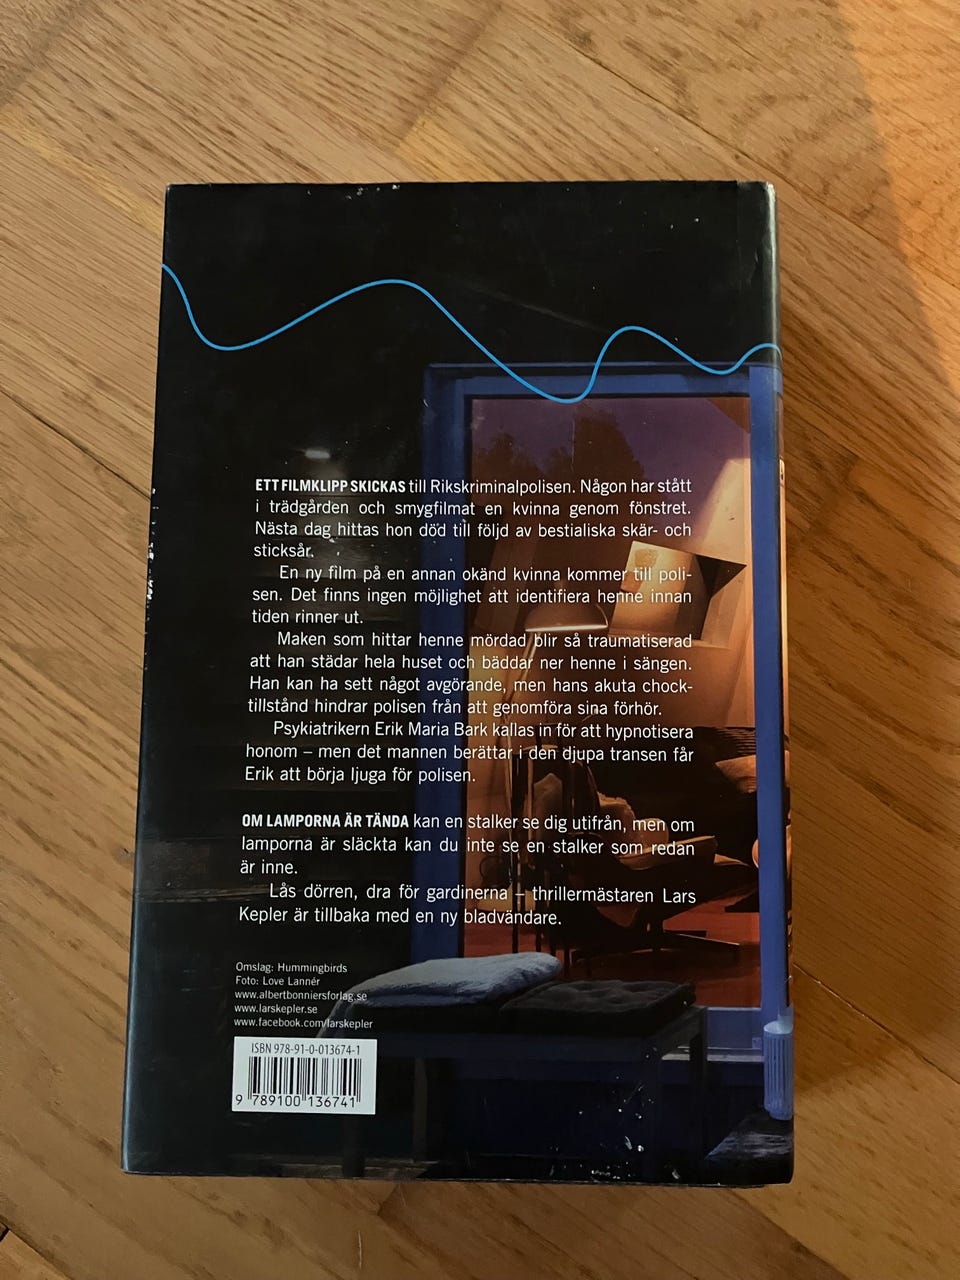 ETT FILMKLIPP SKICKAS till Rikskriminalpolisen. Någon har stått
i trädgården och smygfilmat en kvinna genom fönstret.
Nästa dag hittas hon död till följd av bestialiska skär- och
sticksår.
En ny film på en annan okänd kvinna kommer till poli-
sen. Det finns ingen möjlighet att identifiera henne innan
tiden rinner ut.
Maken som hittar henne mördad blir så traumatiserad
att han städar hela huset och bäddar ner henne i sängen.
Han kan ha sett något avgörande, men hans akuta chock-
tillstånd hindrar polisen från att genomföra sina förhör.
Psykiatrikern Erik Maria Bark kallas in för att hypnotisera
honom – men det mannen berättar i den djupa transen får
Erik att börja ljuga för polisen.
OM LAMPORNA ÄR TÄNDA kan en stalker se dig utifrån, men om
lamporna är släckta kan du inte se en stalker som redan
är inne.
Lås dörren, dra för gardinerna – thrillermästaren Lars
Kepler är tillbaka med en ny bladvändare.
Omslag: Hummingbirds
Foto: Love Lannér
www.albertbonniersforlag.se
www.larskepler.se
www.facebook.com/larskepler
ISBN 978-91-0-013674-1
9 789100 136741